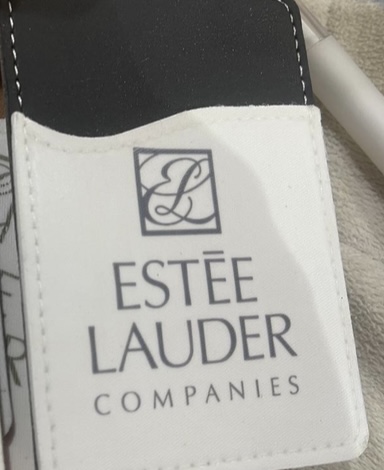 EL
ESTĒE
LAUDER
COMPANIES